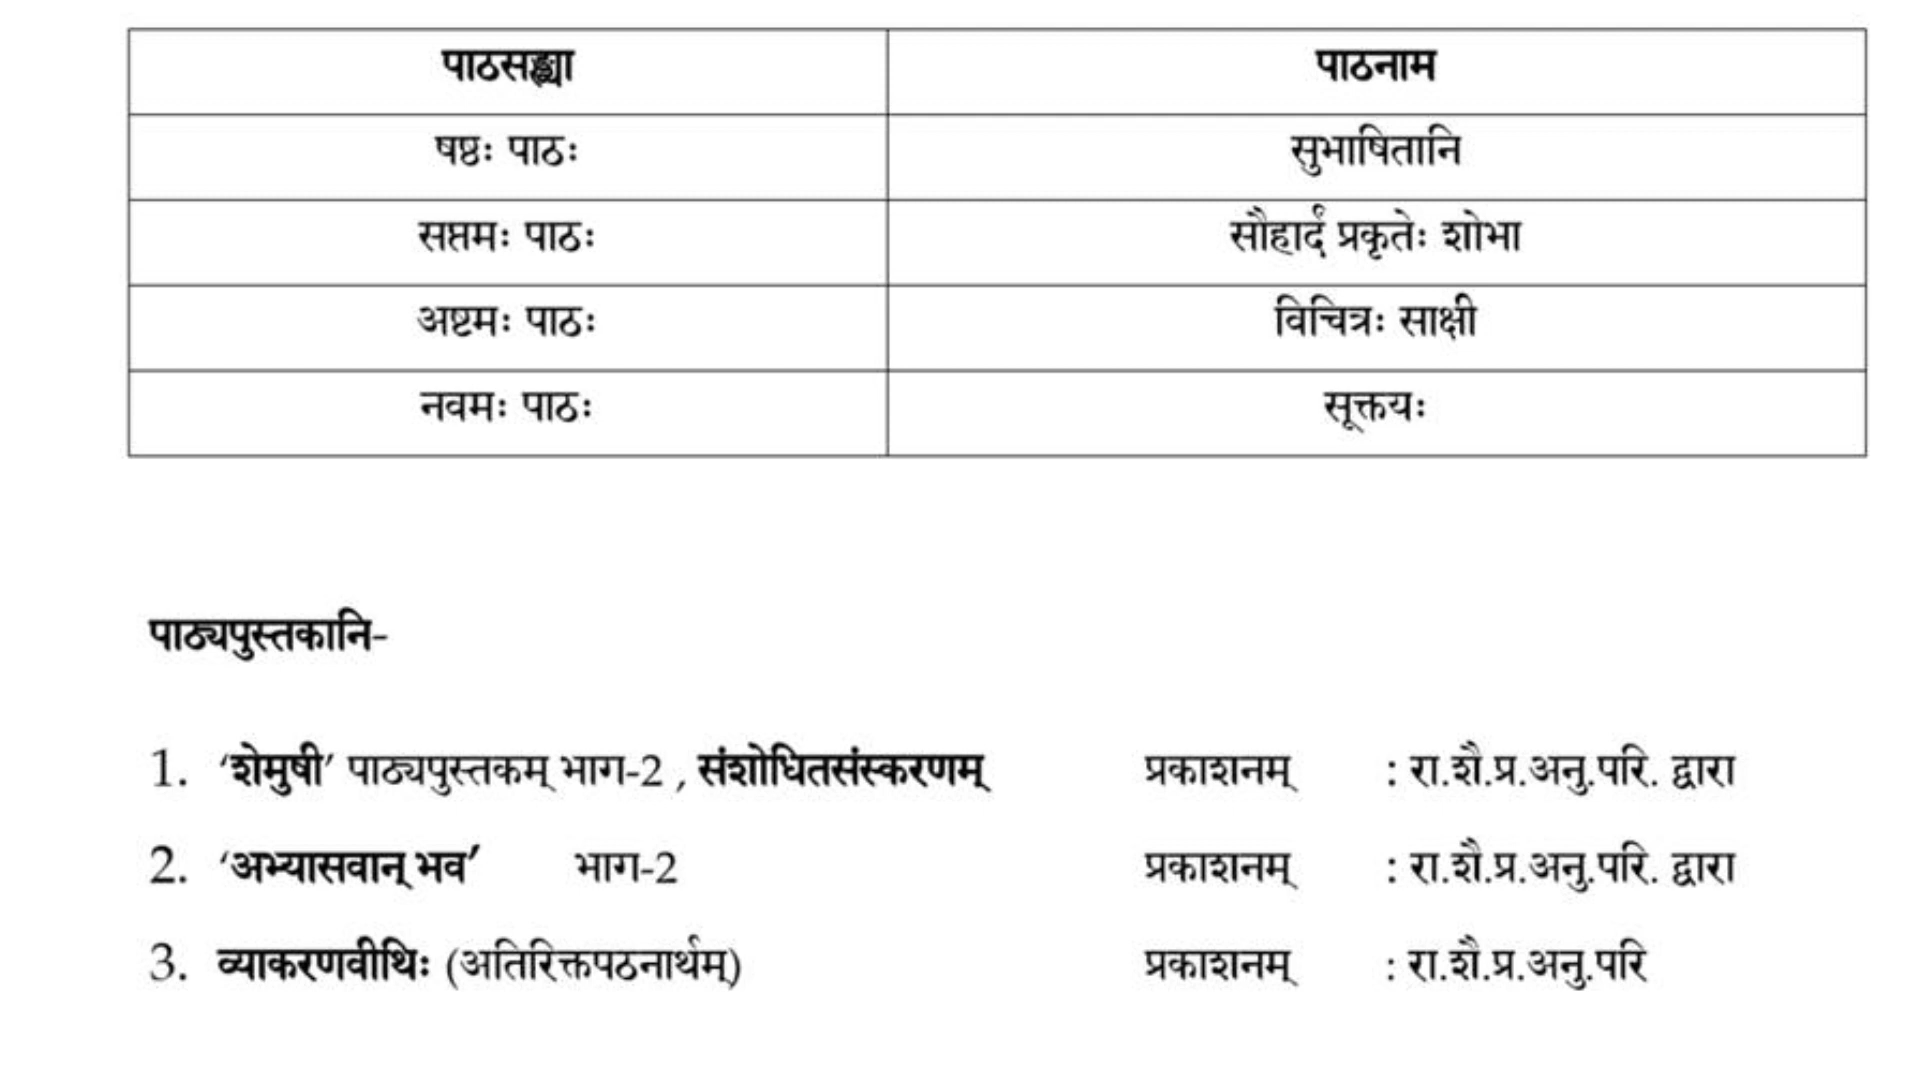 पाठसङ्ख्या पाठनाम
षष्ठः पाठः सुभाषितानि
सप्तमः पाठः सौहार्दं प्रकृतेः शोभा
अष्टमः पाठः विचित्रः साक्षी
नवमः पाठः सूक्तयः
पाठ्यपुस्तकानि-
1. ‘शेमुषी’ पाठ्यपुस्तकम् भाग-2 , संशोधितसंस्करणम् प्रकाशनम् : रा.शै.प्र.अनु.परि. द्वारा
2. ‘अभ्यासवान् भव’ भाग-2 प्रकाशनम् : रा.शै.प्र.अनु.परि. द्वारा
3. व्याकरणवीथिः (अतिरिक्तपठनार्थम्) प्रकाशनम् : रा.शै.प्र.अनु.परि